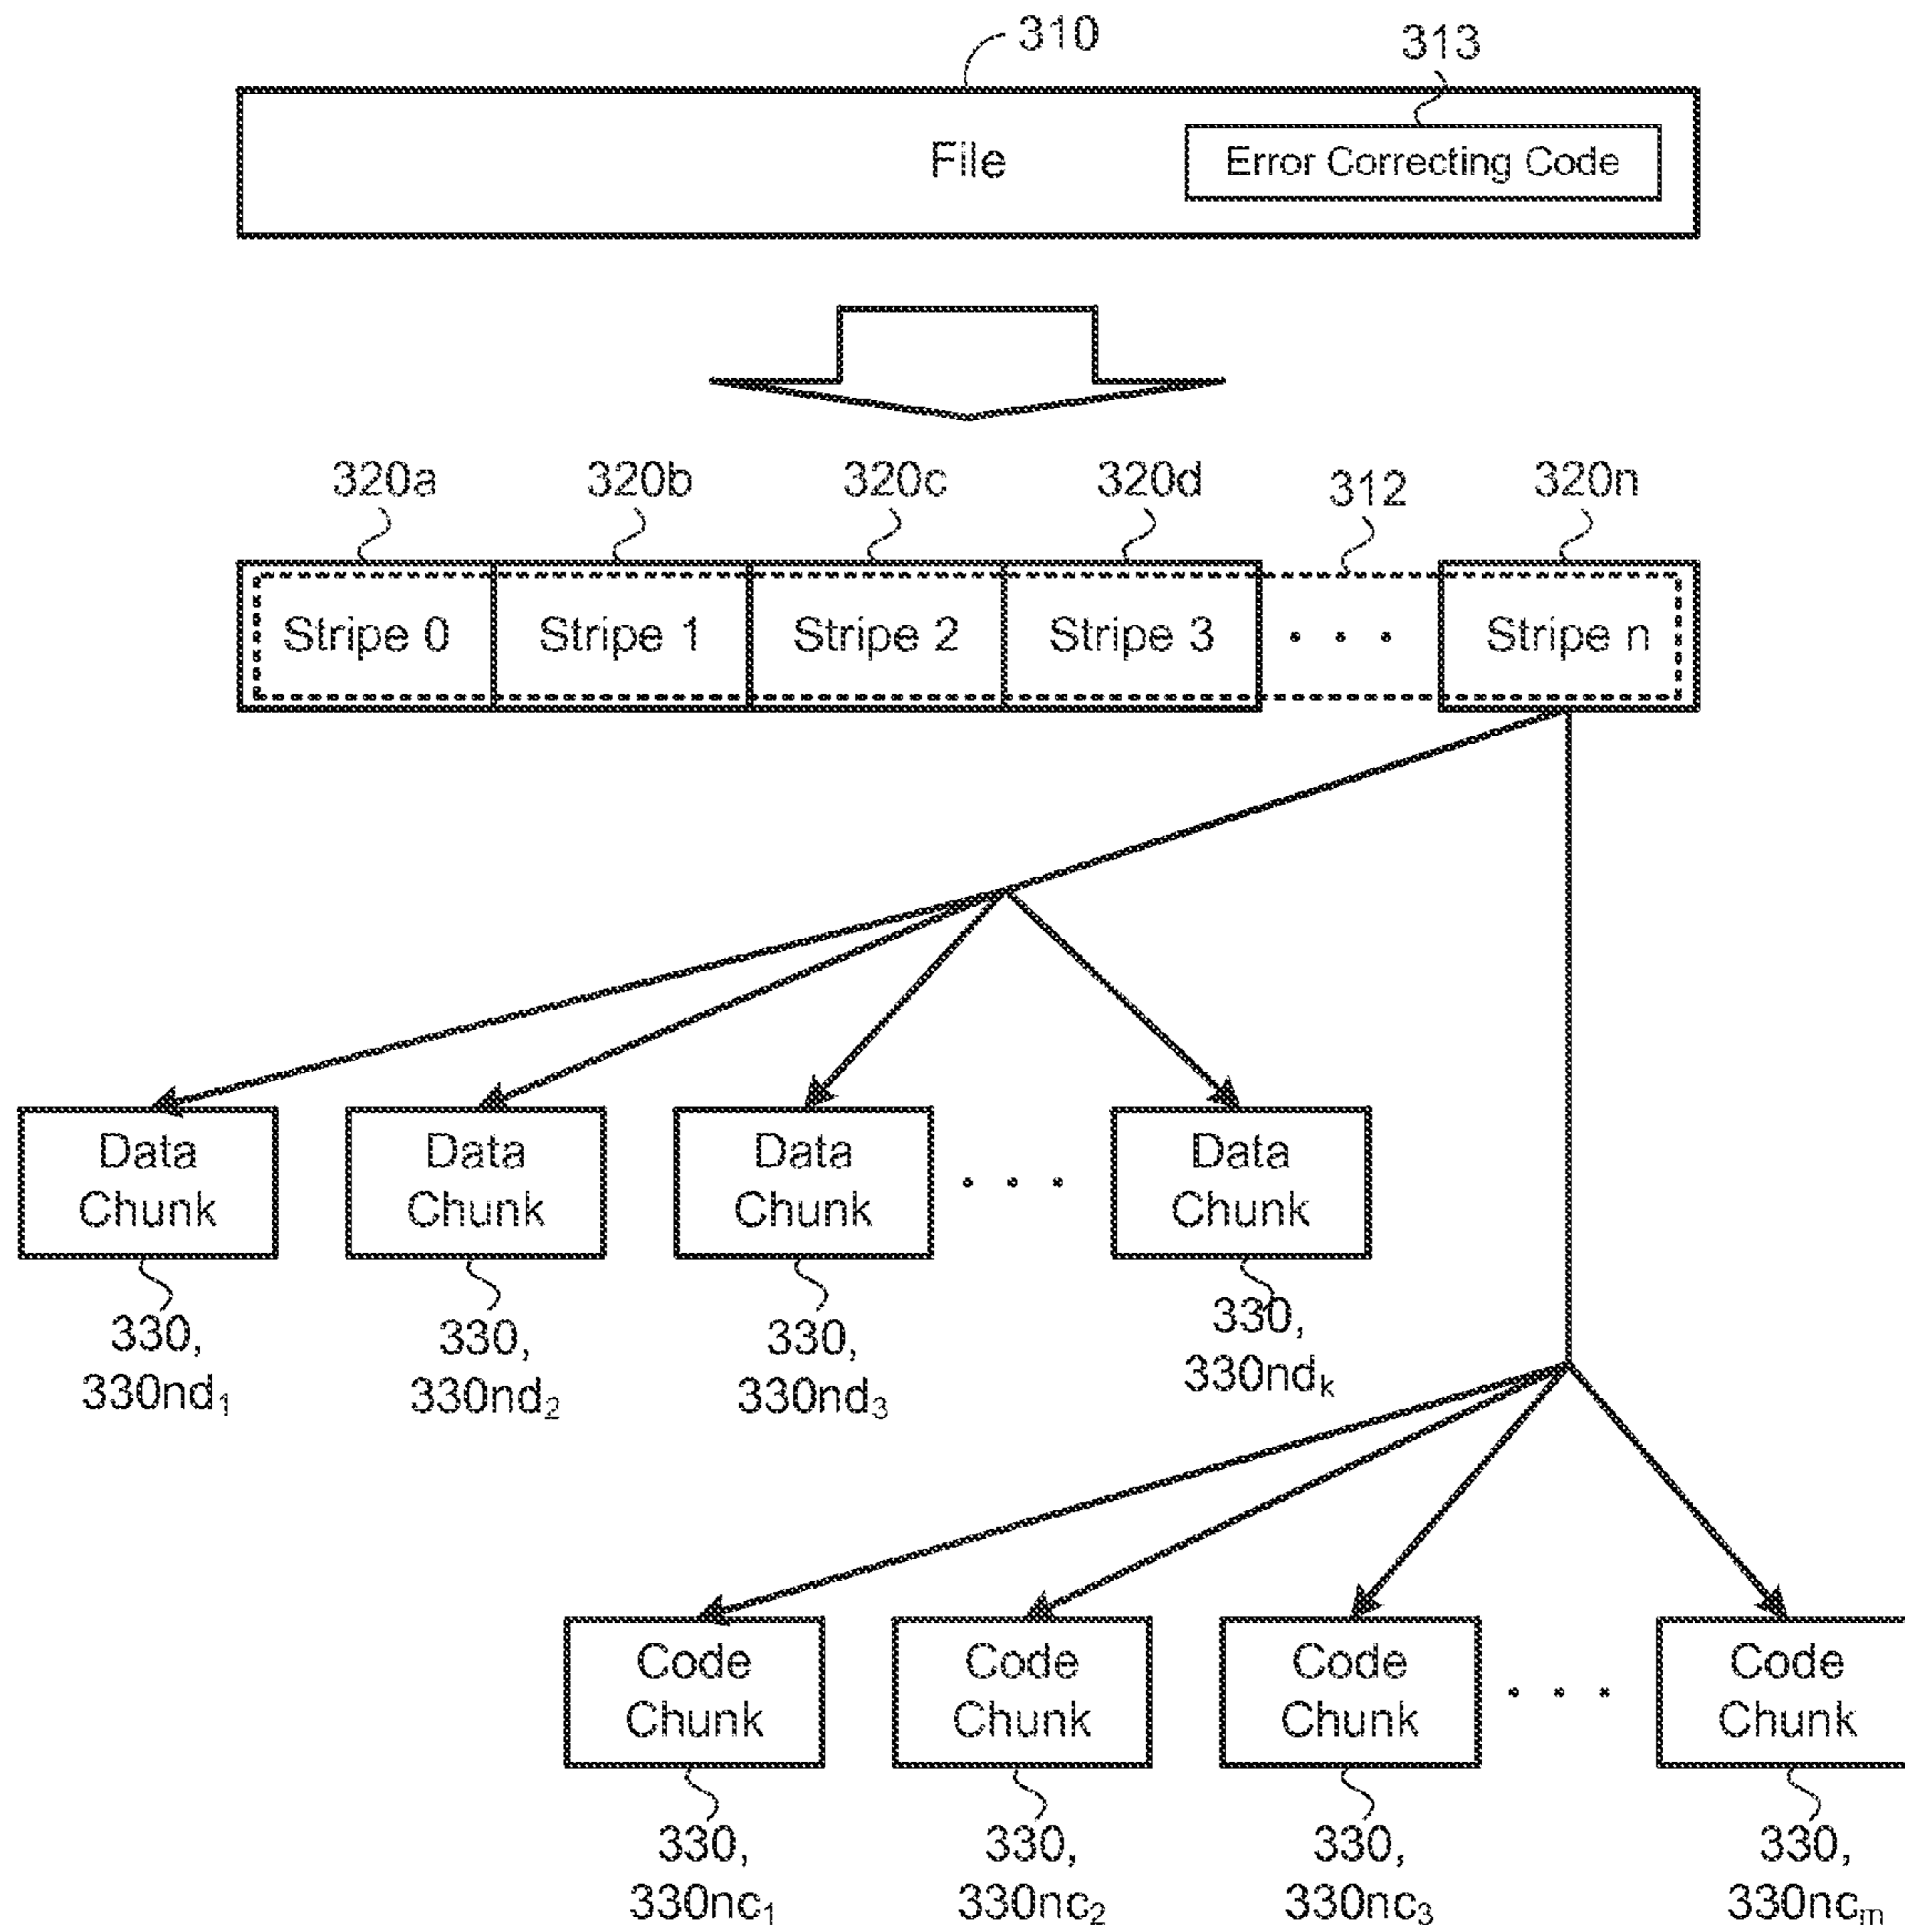 310
313
File
Error Correcting Code
320a
320b
320c
320d
312
320n
Stripe 0
Stripe 1
Stripe 2
Stripe 3
. . .
Stripe n
Data
Chunk
Data
Chunk
Data
Chunk
. . .
Data
Chunk
330,
330nd₁
330,
330nd₂
330,
330nd₃
330,
330ndₖ
Code
Chunk
Code
Chunk
Code
Chunk
. . .
Code
Chunk
330,
330nc₁
330,
330nc₂
330,
330nc₃
330,
330ncₘ